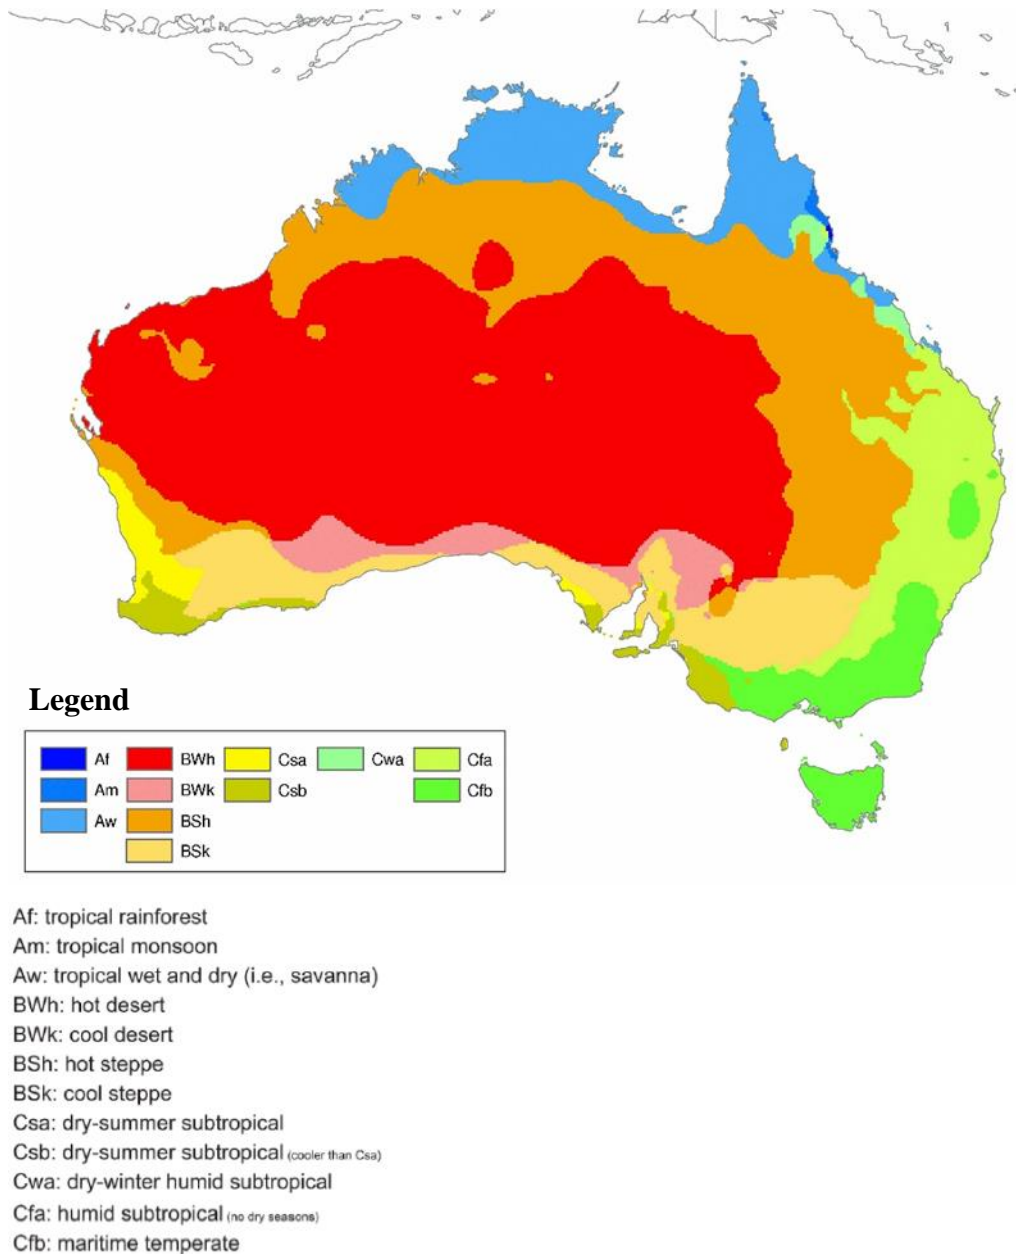 Legend
Af BWh Csa Cwa Cfa
Am BWk Csb Cfb
Aw BSh
BSk
Af: tropical rainforest
Am: tropical monsoon
Aw: tropical wet and dry (i.e., savanna)
BWh: hot desert
BWk: cool desert
BSh: hot steppe
BSk: cool steppe
Csa: dry-summer subtropical
Csb: dry-summer subtropical (cooler than Csa)
Cwa: dry-winter humid subtropical
Cfa: humid subtropical (no dry seasons)
Cfb: maritime temperate